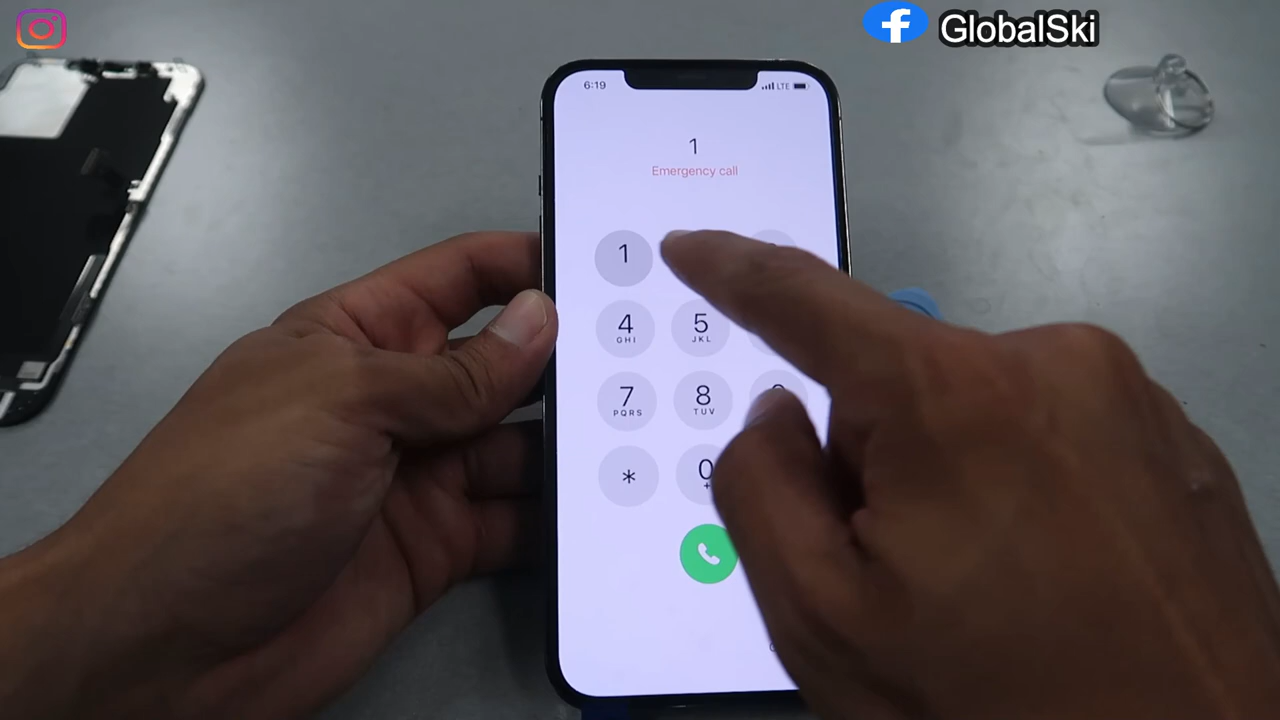 GlobalSki
6:19
LTE
1
Emergency call
1
4
GHI
5
JKL
7
PQRS
8
TUV
*
0
+